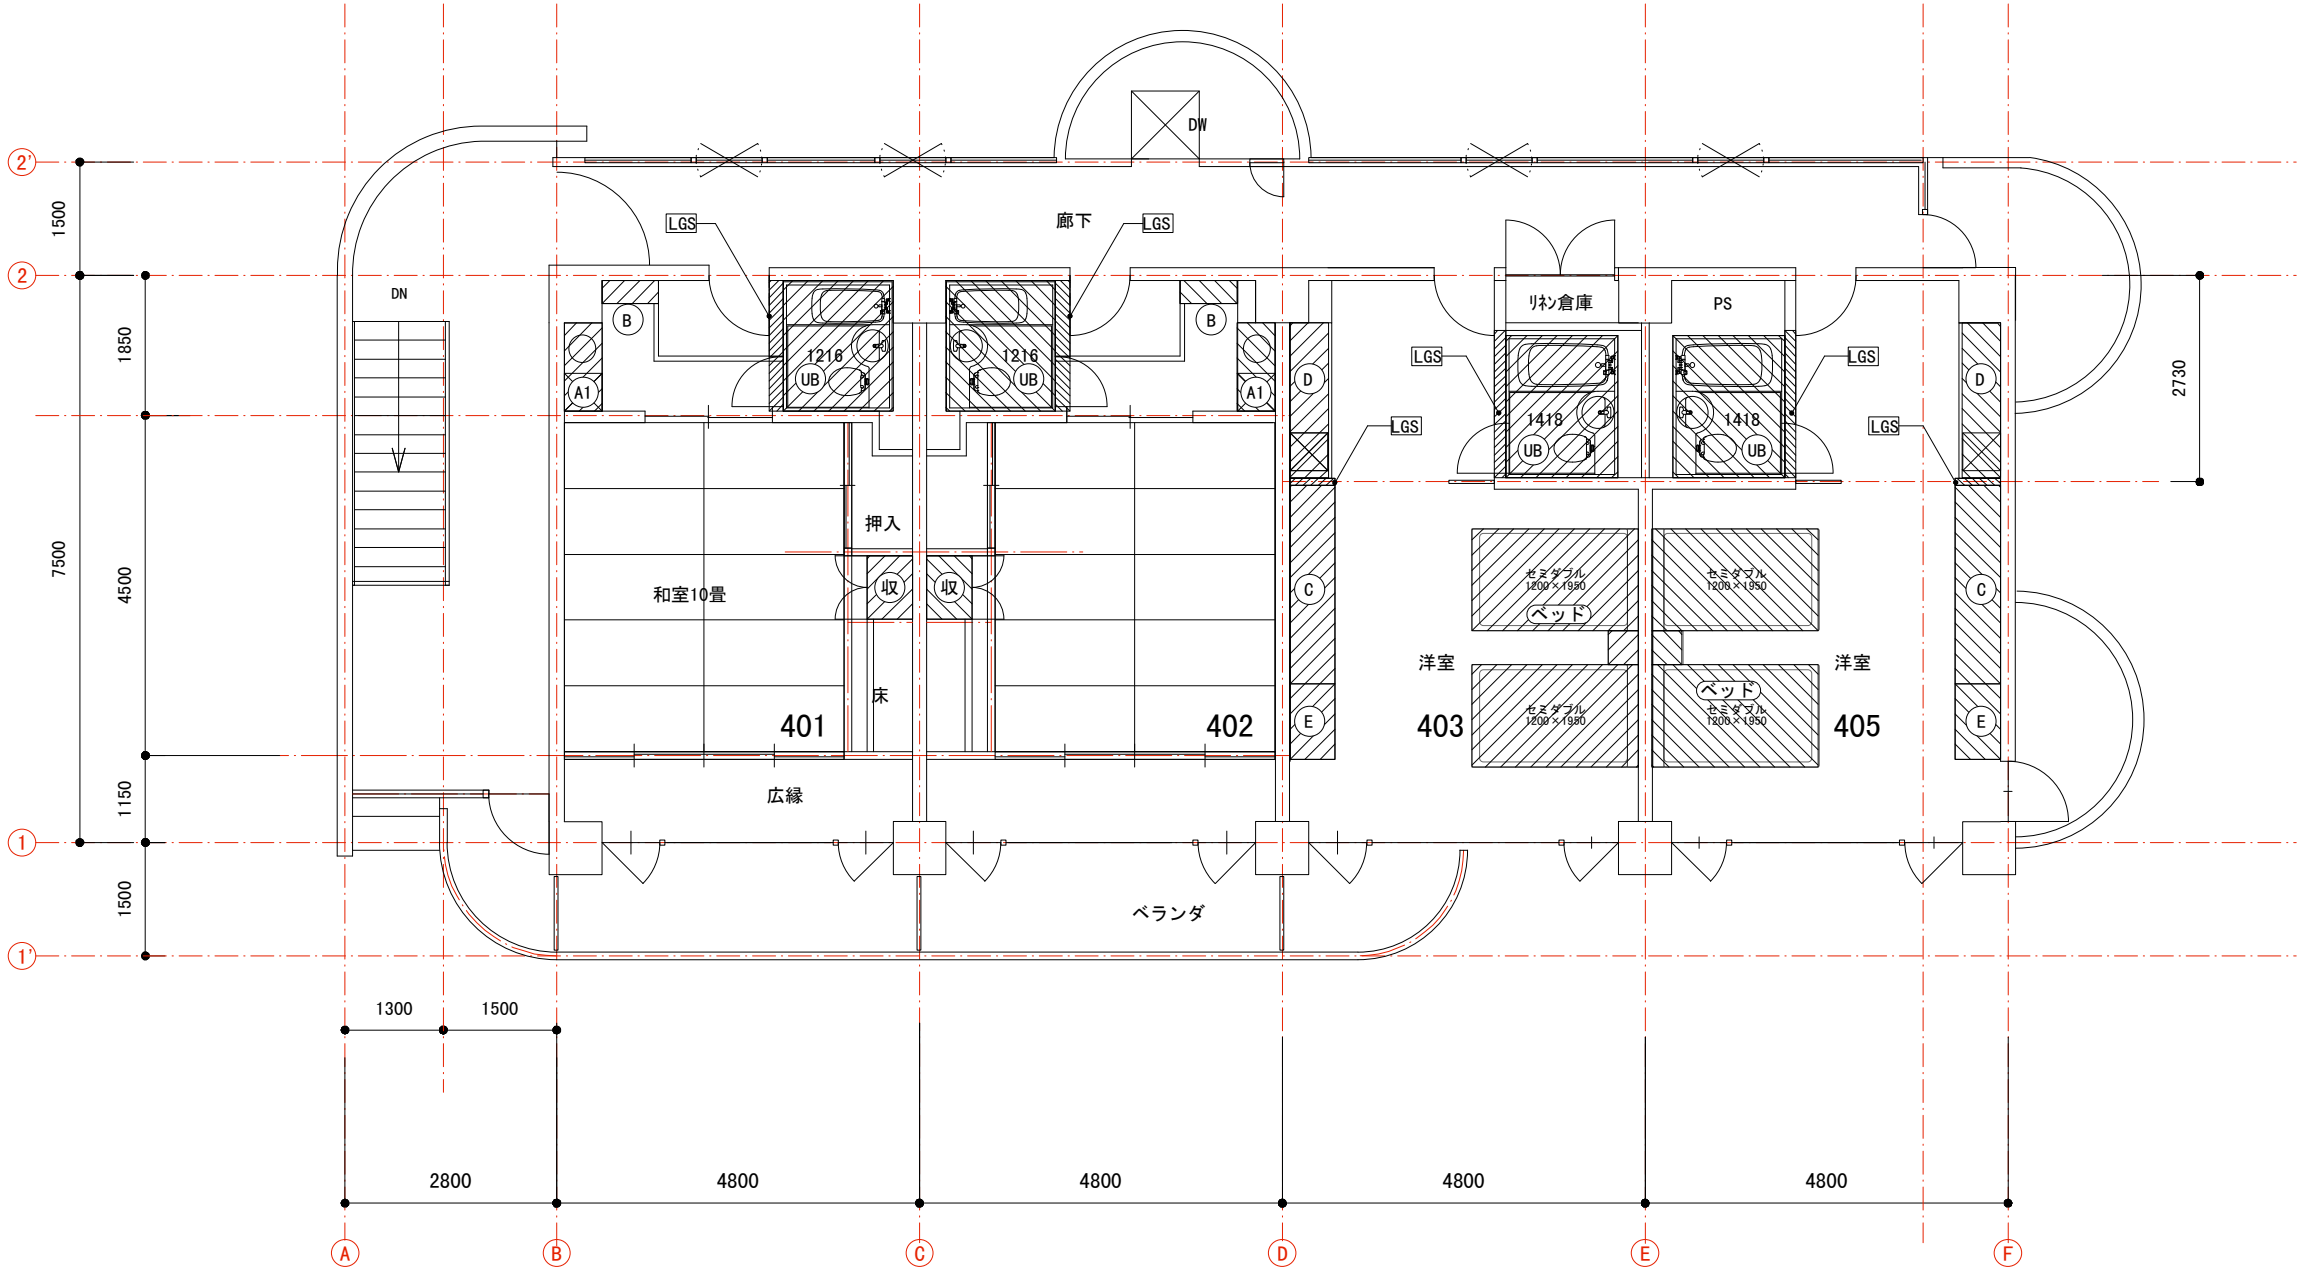 DW
2'
1500
LGS
廊下
LGS
2
DN
B
B
リネン倉庫
PS
1850
1216
1216
LGS
LGS
2730
UB
UB
A1
A1
D
D
1418
1418
LGS
LGS
UB
UB
押入
7500
4500
和室10畳
収
収
C
C
セミダブル
1200×1950
セミダブル
1200×1950
ベッド
洋室
洋室
床
ベッド
401
402
E
403
セミダブル
1200×1950
セミダブル
1200×1950
405
E
1150
広縁
1
1500
ベランダ
1'
1300
1500
2800
4800
4800
4800
4800
A
B
C
D
E
F